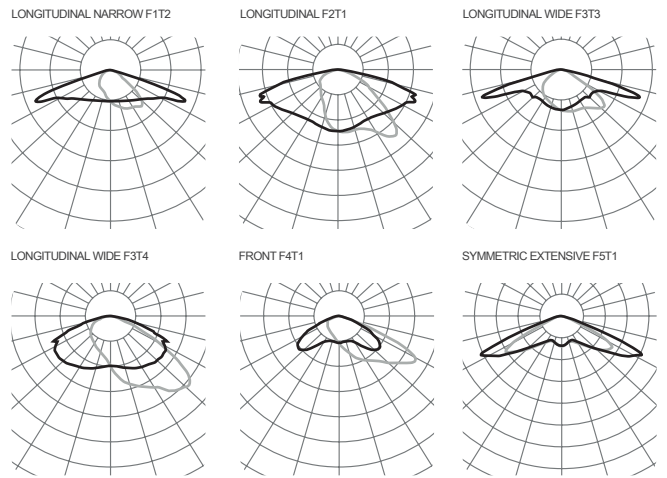 LONGITUDINAL NARROW F1T2
LONGITUDINAL F2T1
LONGITUDINAL WIDE F3T3
LONGITUDINAL WIDE F3T4
FRONT F4T1
SYMMETRIC EXTENSIVE F5T1